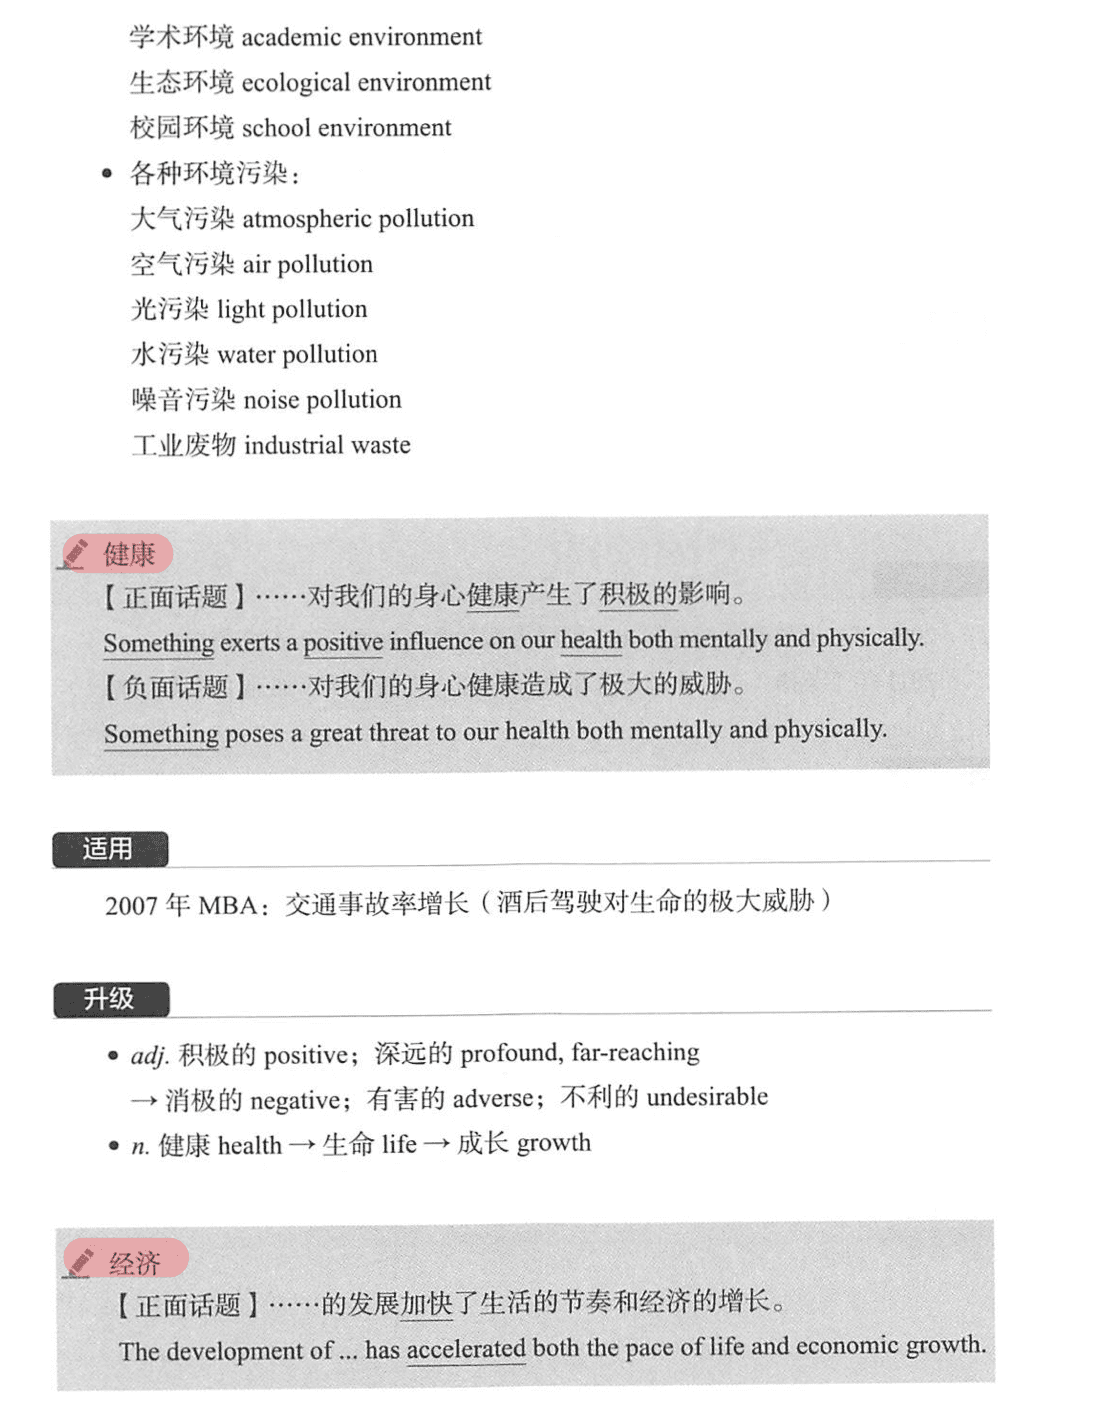 学术环境 academic environment
生态环境 ecological environment
校园环境 school environment
• 各种环境污染：
大气污染 atmospheric pollution
空气污染 air pollution
光污染 light pollution
水污染 water pollution
噪音污染 noise pollution
工业废物 industrial waste
健康
【正面话题】……对我们的身心健康产生了积极的影响。
Something exerts a positive influence on our health both mentally and physically.
【负面话题】……对我们的身心健康造成了极大的威胁。
Something poses a great threat to our health both mentally and physically.
适用
2007 年 MBA：交通事故率增长（酒后驾驶对生命的极大威胁）
升级
• adj. 积极的 positive；深远的 profound, far-reaching
→ 消极的 negative；有害的 adverse；不利的 undesirable
• n. 健康 health → 生命 life → 成长 growth
经济
【正面话题】……的发展加快了生活的节奏和经济的增长。
The development of ... has accelerated both the pace of life and economic growth.